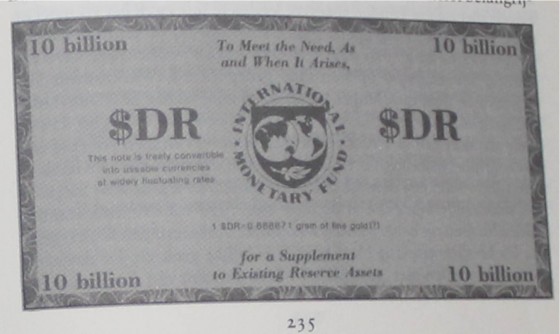 10 billion
To Meet the Need, As
and When It Arises,
10 billion
$DR
INTERNATIONAL
MONETARY FUND
$DR
This note is freely convertible
into useable currencies
at widely fluctuating rates
1 $DR=0.888671 gram of fine gold(?)
for a Supplement
to Existing Reserve Assets
10 billion
10 billion
235